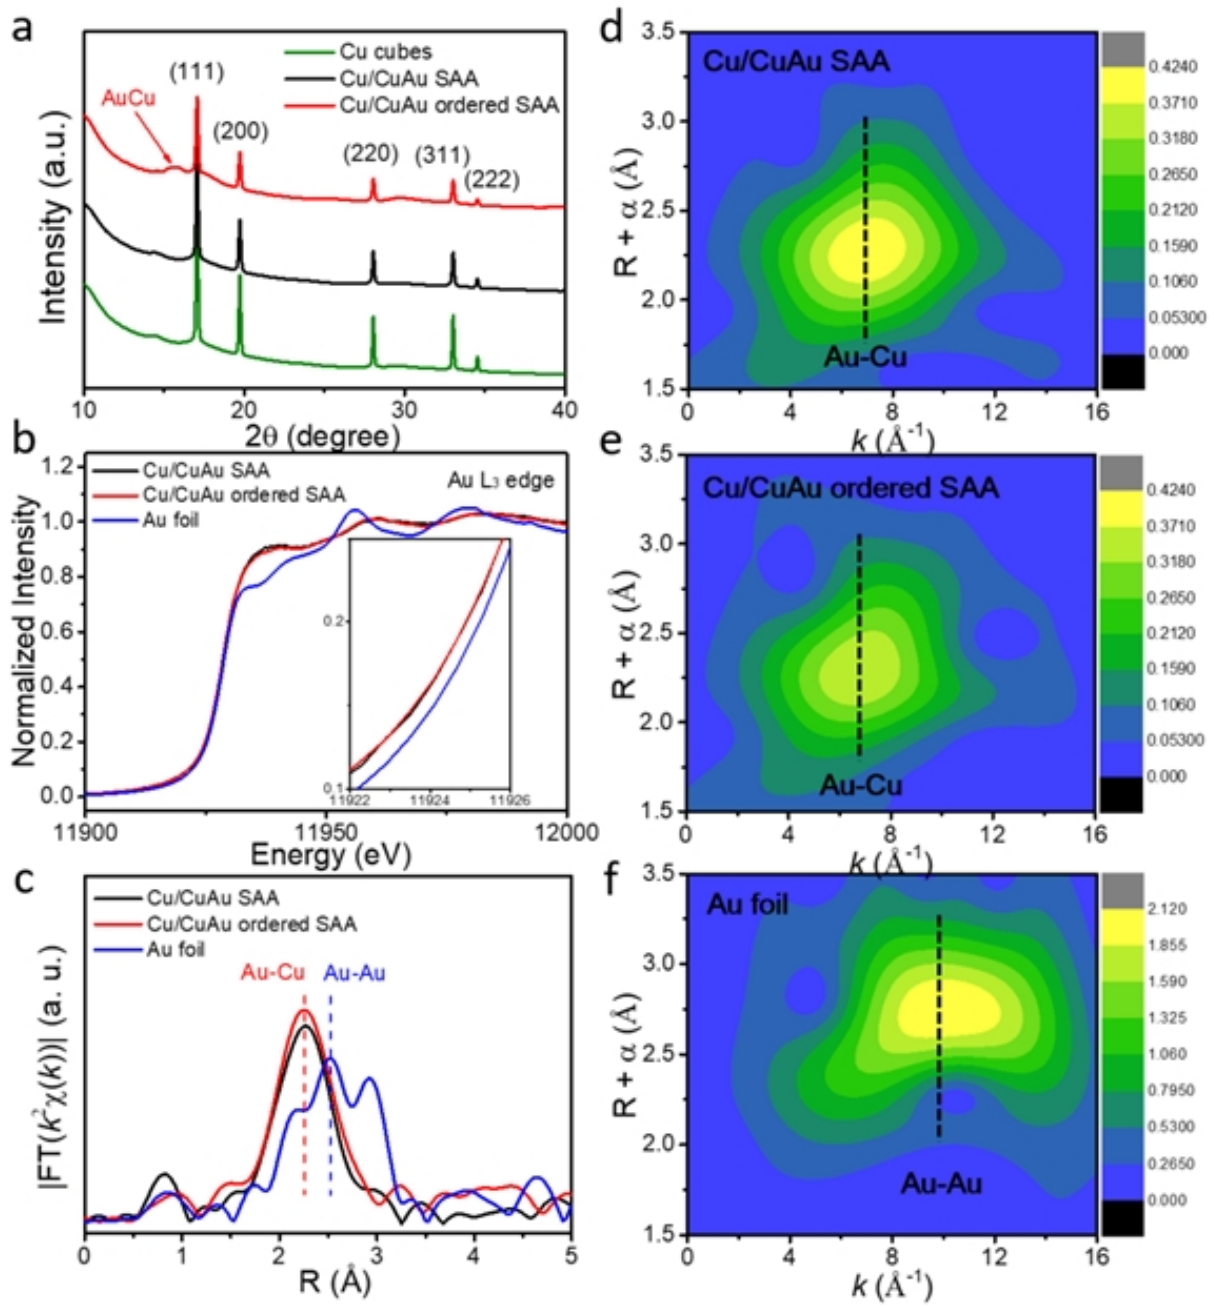 a
Cu cubes
Cu/CuAu SAA
Cu/CuAu ordered SAA
(111)
AuCu
(200)
(220)
(311)
(222)
Intensity (a.u.)
10
20
30
40
2θ (degree)
b
Cu/CuAu SAA
Cu/CuAu ordered SAA
Au foil
Au L₃ edge
1.2
1.0
0.8
0.6
0.4
0.2
0.0
0.2
0.1
11922
11924
11926
Normalized Intensity
11900
11950
12000
Energy (eV)
c
Cu/CuAu SAA
Cu/CuAu ordered SAA
Au foil
Au-Cu
Au-Au
|FT(k²χ(k))| (a. u.)
0
1
2
3
4
5
R (Å)
d
Cu/CuAu SAA
Au-Cu
3.5
3.0
2.5
2.0
1.5
R + α (Å)
0
4
8
12
16
k (Å⁻¹)
0.4240
0.3710
0.3180
0.2650
0.2120
0.1590
0.1060
0.05300
0.000
e
Cu/CuAu ordered SAA
Au-Cu
3.5
3.0
2.5
2.0
1.5
R + α (Å)
0
4
8
12
16
k (Å⁻¹)
0.4240
0.3710
0.3180
0.2650
0.2120
0.1590
0.1060
0.05300
0.000
f
Au foil
Au-Au
3.5
3.0
2.5
2.0
1.5
R + α (Å)
0
4
8
12
16
k (Å⁻¹)
2.120
1.855
1.590
1.325
1.060
0.7950
0.5300
0.2650
0.000